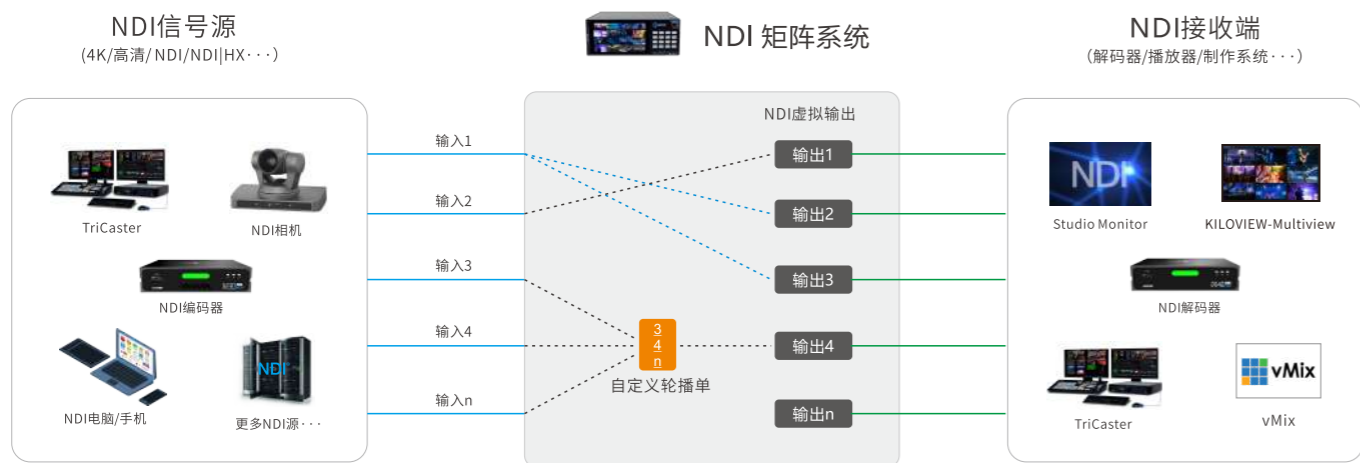 NDI信号源
(4K/高清/NDI/NDI|HX···)
NDI 矩阵系统
NDI接收端
(解码器/播放器/制作系统···)
TriCaster
NDI相机
NDI编码器
NDI电脑/手机
NDI
更多NDI源···
输入1
输入2
输入3
输入4
输入n
NDI虚拟输出
输出1
输出2
输出3
3
4
n
自定义轮播单
输出4
输出n
NDI
Studio Monitor
KILOVIEW-Multiview
NDI解码器
TriCaster
vMix
vMix